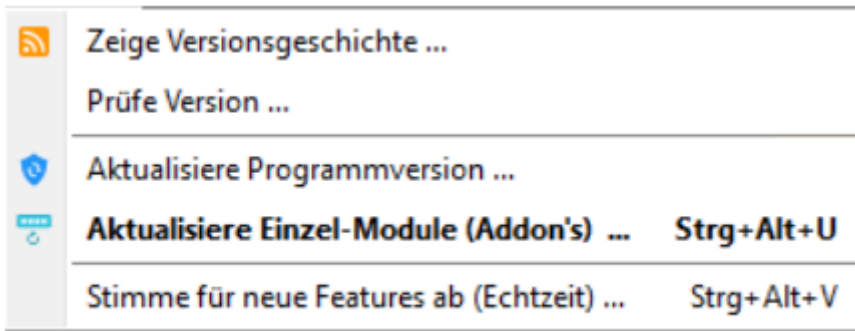 Zeige Versionsgeschichte ...
Prüfe Version ...
Aktualisiere Programmversion ...
Aktualisiere Einzel-Module (Addon's) ... Strg+Alt+U
Stimme für neue Features ab (Echtzeit) ... Strg+Alt+V